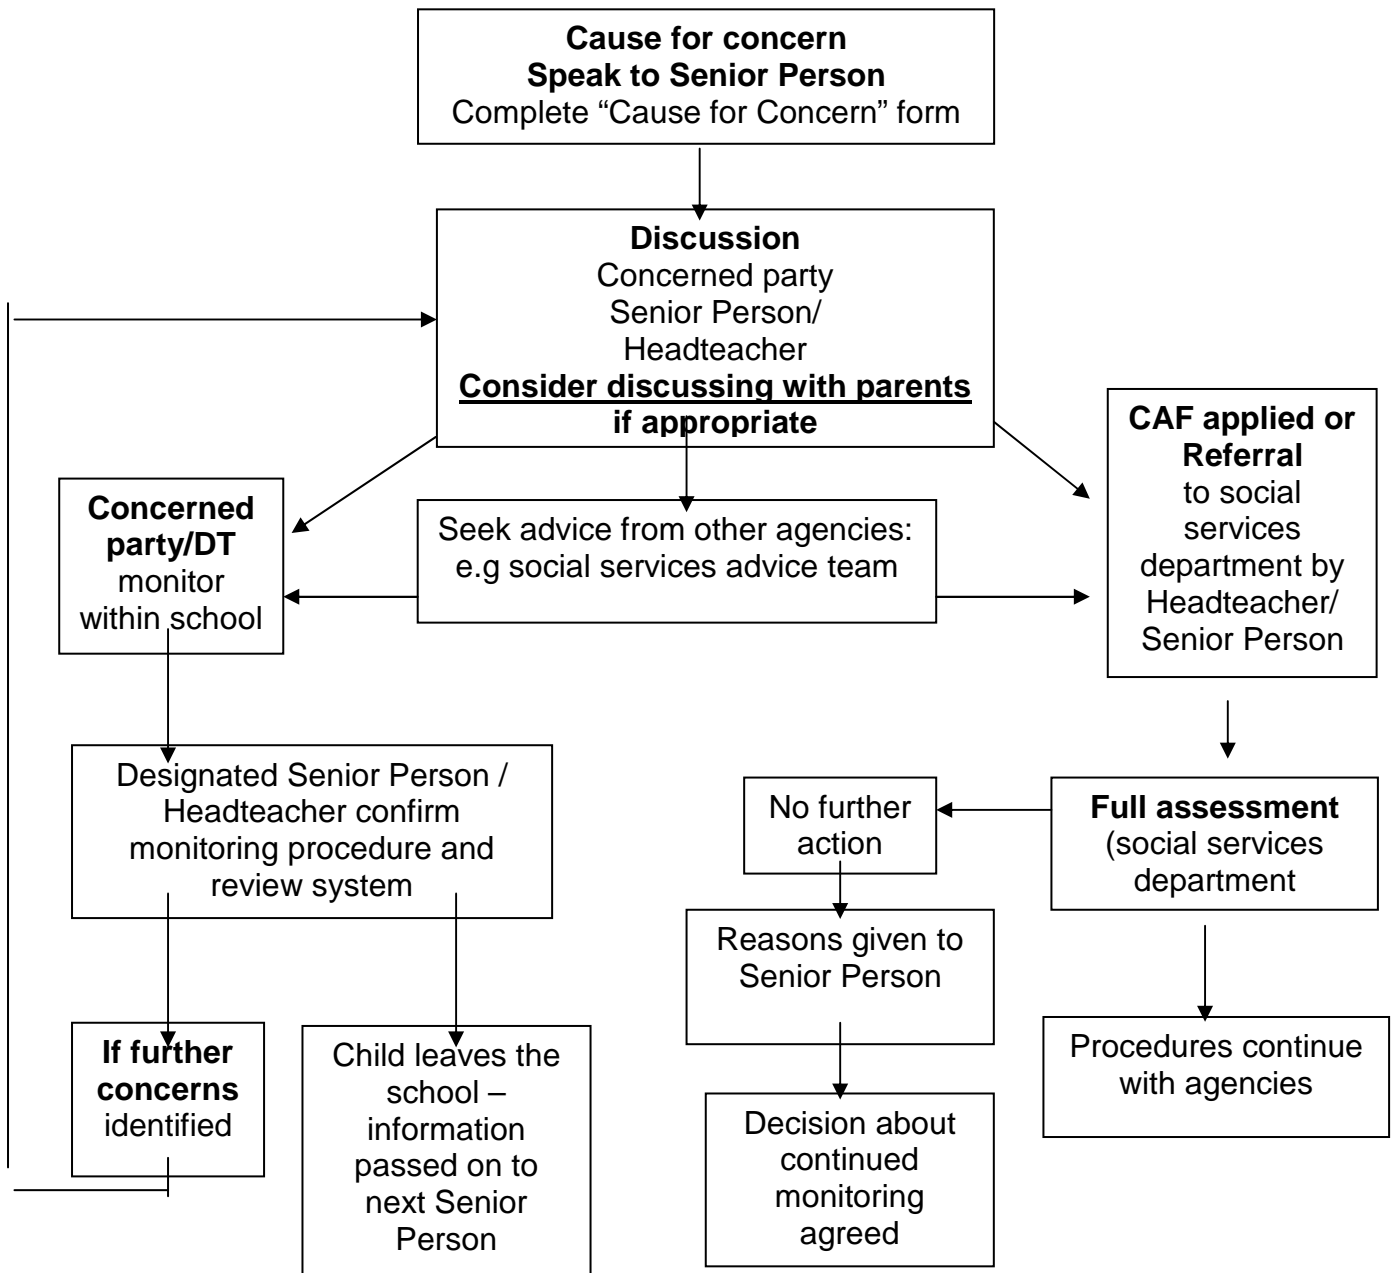 Cause for concern
Speak to Senior Person
Complete “Cause for Concern” form
Discussion
Concerned party
Senior Person/
Headteacher
Consider discussing with parents
if appropriate
CAF applied or
Referral
to social
services
department by
Headteacher/
Senior Person
Concerned
party/DT
monitor
within school
Seek advice from other agencies:
e.g social services advice team
Designated Senior Person /
Headteacher confirm
monitoring procedure and
review system
No further
action
Full assessment
(social services
department
Reasons given to
Senior Person
If further
concerns
identified
Child leaves the
school –
information
passed on to
next Senior
Person
Procedures continue
with agencies
Decision about
continued
monitoring
agreed